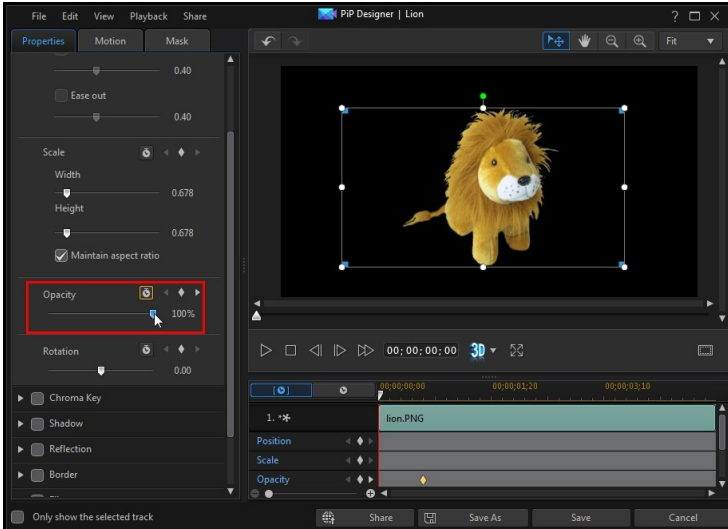 File Edit View Playback Share
PiP Designer | Lion
? 
Properties Motion Mask
Fit
0.40
Ease out
0.40
Scale
Width
0.678
Height
0.678
Maintain aspect ratio
Opacity
100%
Rotation
0.00
Chroma Key
Shadow
Reflection
Border
00;00;00;00 3D
00;00;00;00 00;00;01;20 00;00;03;10
1. lion.PNG
Position
Scale
Opacity
Only show the selected track
Share Save As Save Cancel